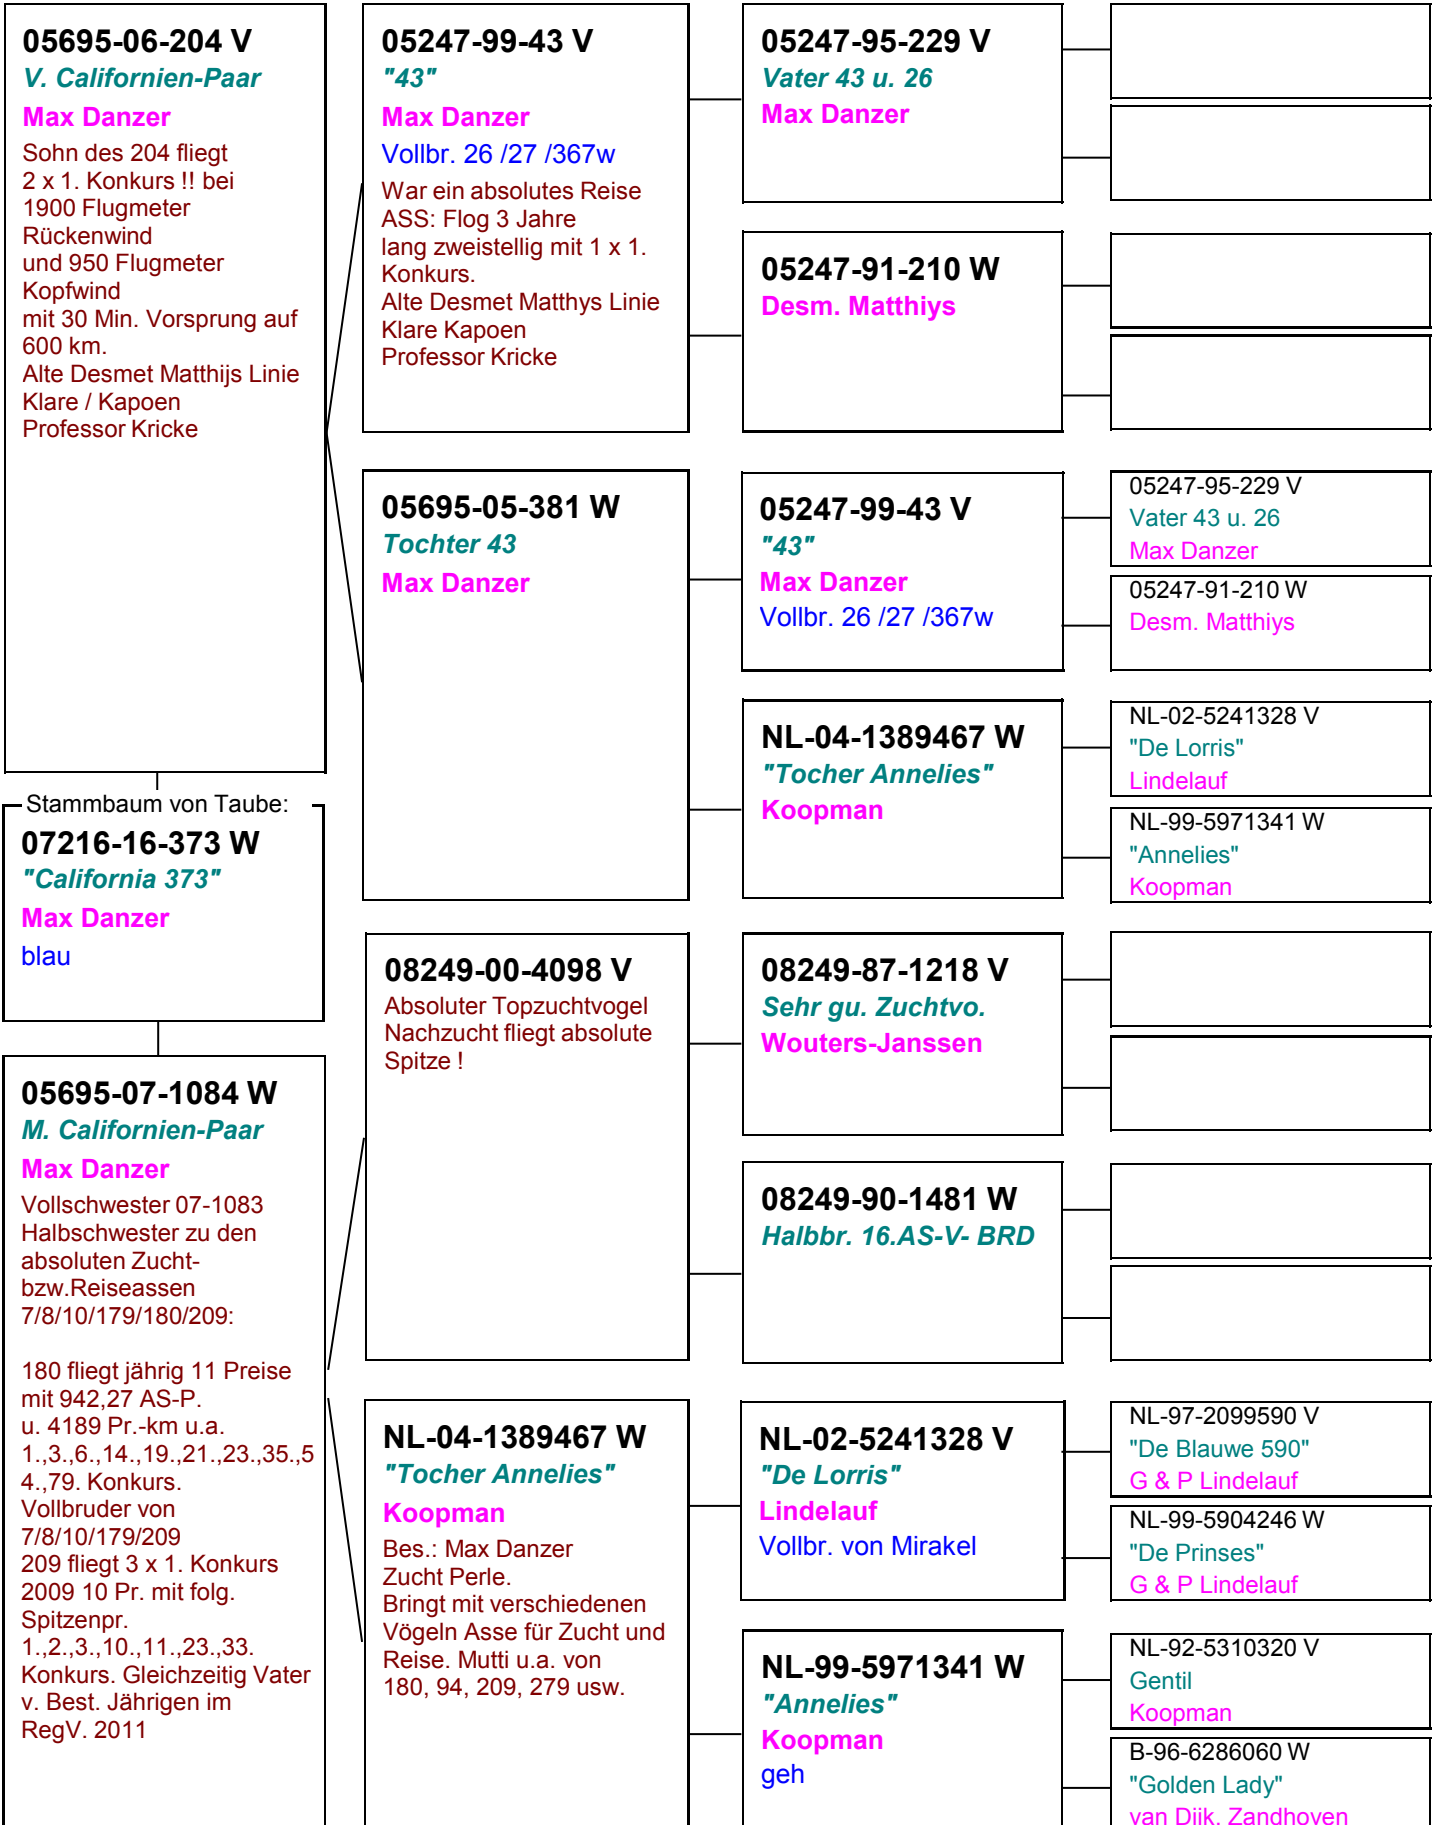 05695-06-204 V
V. Californien-Paar
Max Danzer
Sohn des 204 fliegt
2 x 1. Konkurs !! bei
1900 Flugmeter
Rückenwind
und 950 Flugmeter
Kopfwind
mit 30 Min. Vorsprung auf
600 km.
Alte Desmet Matthijs Linie
Klare / Kapoen
Professor Kricke
Stammbaum von Taube:
07216-16-373 W
"California 373"
Max Danzer
blau
05695-07-1084 W
M. Californien-Paar
Max Danzer
Vollschwester 07-1083
Halbschwester zu den
absoluten Zucht-
bzw.Reiseassen
7/8/10/179/180/209:
180 fliegt jährig 11 Preise
mit 942,27 AS-P.
u. 4189 Pr.-km u.a.
1.,3.,6.,14.,19.,21.,23.,35.,5
4.,79. Konkurs.
Vollbruder von
7/8/10/179/209
209 fliegt 3 x 1. Konkurs
2009 10 Pr. mit folg.
Spitzenpr.
1.,2.,3.,10.,11.,23.,33.
Konkurs. Gleichzeitig Vater
v. Best. Jährigen im
RegV. 2011
05247-99-43 V
"43"
Max Danzer
Vollbr. 26 /27 /367w
War ein absolutes Reise
ASS: Flog 3 Jahre
lang zweistellig mit 1 x 1.
Konkurs.
Alte Desmet Matthys Linie
Klare Kapoen
Professor Kricke
05695-05-381 W
Tochter 43
Max Danzer
08249-00-4098 V
Absoluter Topzuchtvogel
Nachzucht fliegt absolute
Spitze !
NL-04-1389467 W
"Tocher Annelies"
Koopman
Bes.: Max Danzer
Zucht Perle.
Bringt mit verschiedenen
Vögeln Asse für Zucht und
Reise. Mutti u.a. von
180, 94, 209, 279 usw.
05247-95-229 V
Vater 43 u. 26
Max Danzer
05247-91-210 W
Desm. Matthiys
05247-99-43 V
"43"
Max Danzer
Vollbr. 26 /27 /367w
NL-04-1389467 W
"Tocher Annelies"
Koopman
08249-87-1218 V
Sehr gu. Zuchtvo.
Wouters-Janssen
08249-90-1481 W
Halbbr. 16.AS-V- BRD
NL-02-5241328 V
"De Lorris"
Lindelauf
Vollbr. von Mirakel
NL-99-5971341 W
"Annelies"
Koopman
geh
05247-95-229 V
Vater 43 u. 26
Max Danzer
05247-91-210 W
Desm. Matthiys
NL-02-5241328 V
"De Lorris"
Lindelauf
NL-99-5971341 W
"Annelies"
Koopman
NL-97-2099590 V
"De Blauwe 590"
G & P Lindelauf
NL-99-5904246 W
"De Prinses"
G & P Lindelauf
NL-92-5310320 V
Gentil
Koopman
B-96-6286060 W
"Golden Lady"
van Dijk, Zandhoven